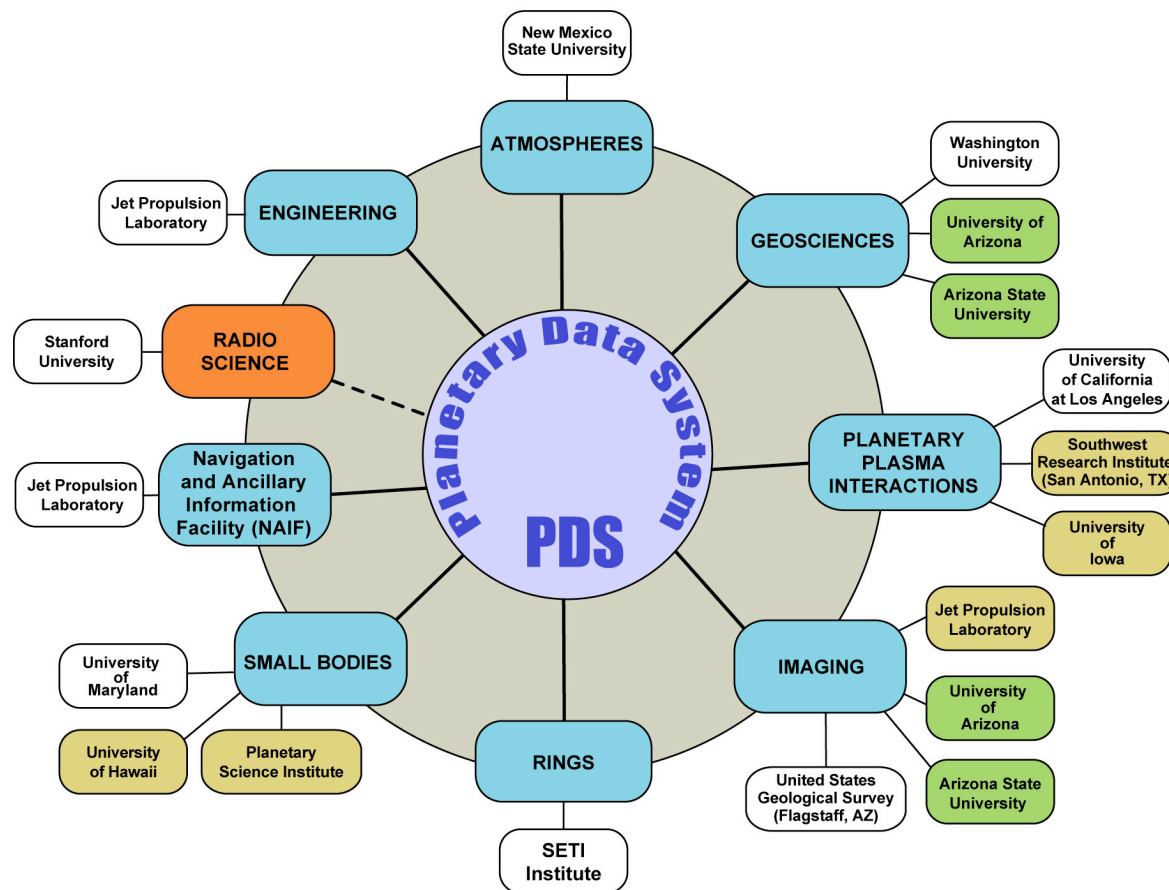 New Mexico
State University
ATMOSPHERES
Washington
University
University of
Arizona
Arizona State
University
GEOSCIENCES
Jet Propulsion
Laboratory
ENGINEERING
Stanford
University
RADIO
SCIENCE
Planetary Data System
PDS
University
of California
at Los Angeles
Southwest
Research Institute
(San Antonio, TX)
University
of
Iowa
PLANETARY
PLASMA
INTERACTIONS
Jet Propulsion
Laboratory
Navigation
and Ancillary
Information
Facility (NAIF)
University
of
Maryland
University
of Hawaii
Planetary
Science Institute
SMALL BODIES
RINGS
SETI
Institute
IMAGING
Jet Propulsion
Laboratory
University
of
Arizona
Arizona State
University
United States
Geological Survey
(Flagstaff, AZ)